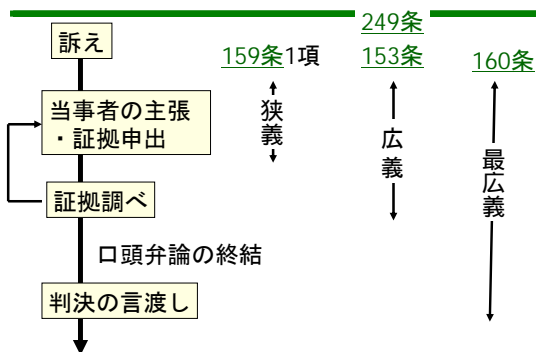 訴え
249条
159条1項
153条
160条
当事者の主張
・証拠申出
狭義
広義
最広義
証拠調べ
口頭弁論の終結
判決の言渡し